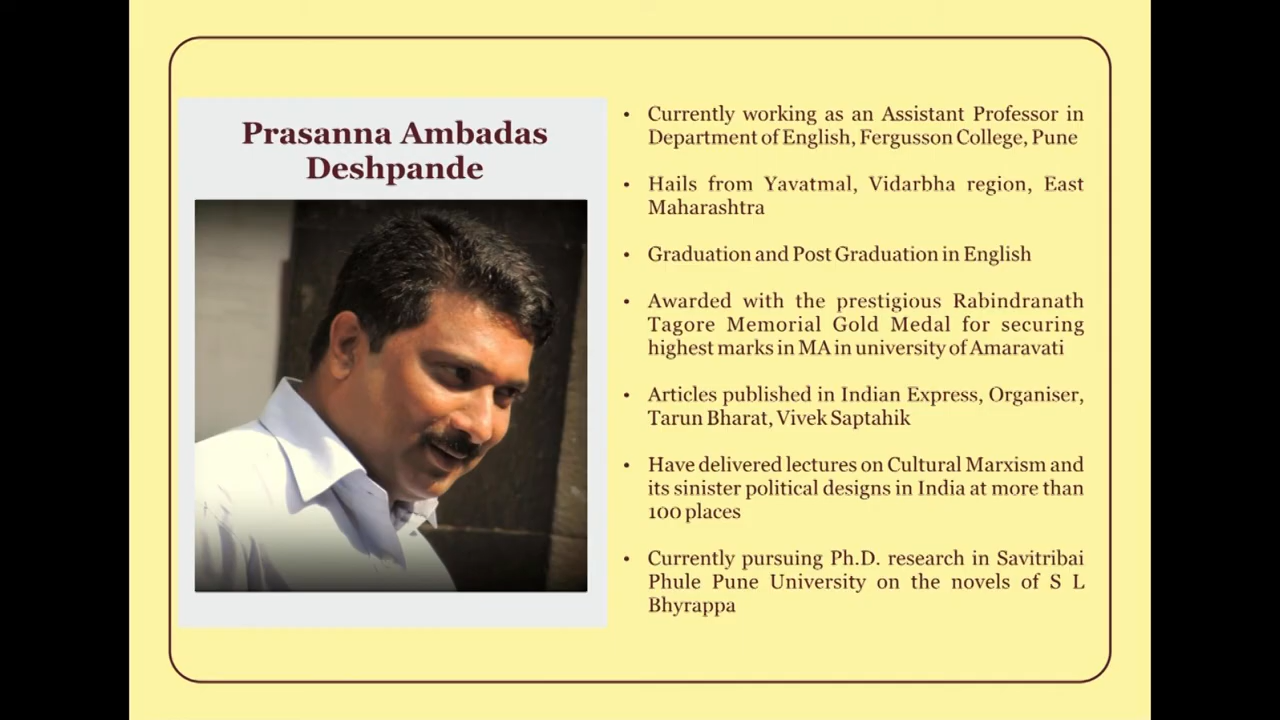 Prasanna Ambadas
Deshpande
• Currently working as an Assistant Professor in
Department of English, Fergusson College, Pune
• Hails from Yavatmal, Vidarbha region, East
Maharashtra
• Graduation and Post Graduation in English
• Awarded with the prestigious Rabindranath
Tagore Memorial Gold Medal for securing
highest marks in MA in university of Amaravati
• Articles published in Indian Express, Organiser,
Tarun Bharat, Vivek Saptahik
• Have delivered lectures on Cultural Marxism and
its sinister political designs in India at more than
100 places
• Currently pursuing Ph.D. research in Savitribai
Phule Pune University on the novels of S L
Bhyrappa